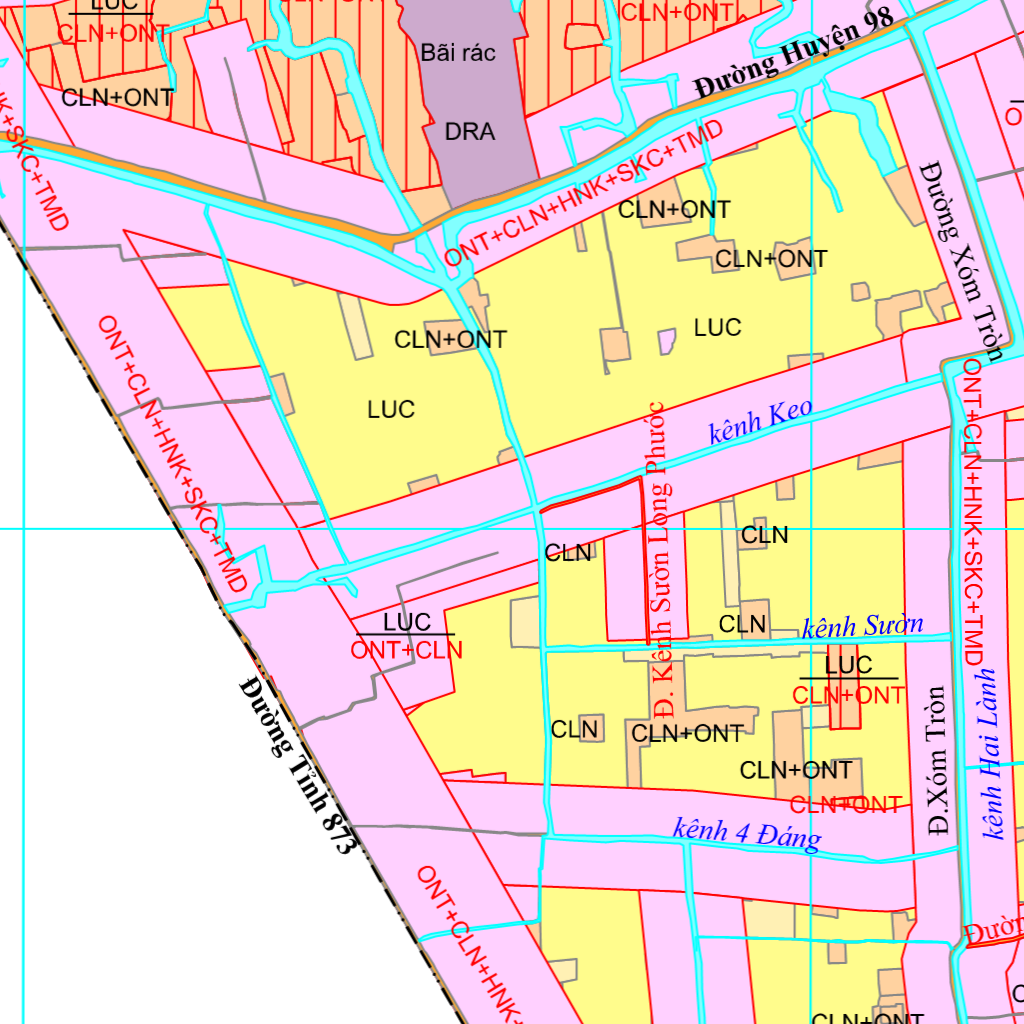 LUC
CLN+ONT
CLN+ONT
CLN+ONT
CLN+ONT
Bãi rác
DRA
Đường Huyện 98
ONT+CLN+HNK+SKC+TMD
CLN+ONT
CLN+ONT
Đường Xóm Tròn
LUC
CLN+ONT
LUC
ONT+CLN+HNK+SKC+TMD
kênh Keo
Đ. Kênh Sườn Long Phước
ONT+CLN+HNK+SKC+TMD
CLN
CLN
LUC
ONT+CLN
CLN
kênh Sườn
LUC
CLN+ONT
Đường Tỉnh 873
CLN
CLN+ONT
CLN+ONT
CLN+ONT
Đ.Xóm Tròn
kênh Hai Lành
kênh 4 Đáng
ONT+CLN+HNK+
CLN+ONT